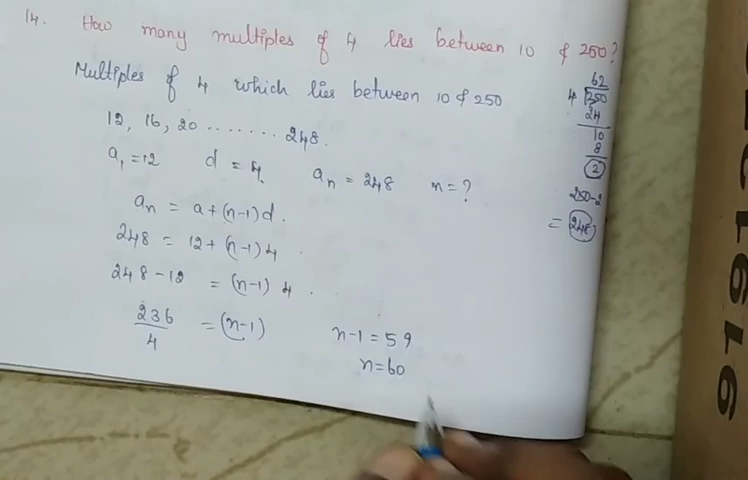 14. How many multiples of 4 lies between 10 & 250?
Multiples of 4 which lies between 10 & 250
12, 16, 20 ........ 248.
a₁ = 12 d = 4 aₙ = 248 n = ?
aₙ = a + (n-1)d.
248 = 12 + (n-1) 4
248 - 12 = (n-1) 4.
236/4 = (n-1)
n-1 = 59
n = 60
62
4 250
24
10
8
2
250-2
= 248
91912